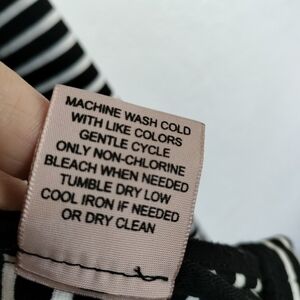 MACHINE WASH COLD
WITH LIKE COLORS
GENTLE CYCLE
ONLY NON-CHLORINE
BLEACH WHEN NEEDED
TUMBLE DRY LOW
COOL IRON IF NEEDED
OR DRY CLEAN